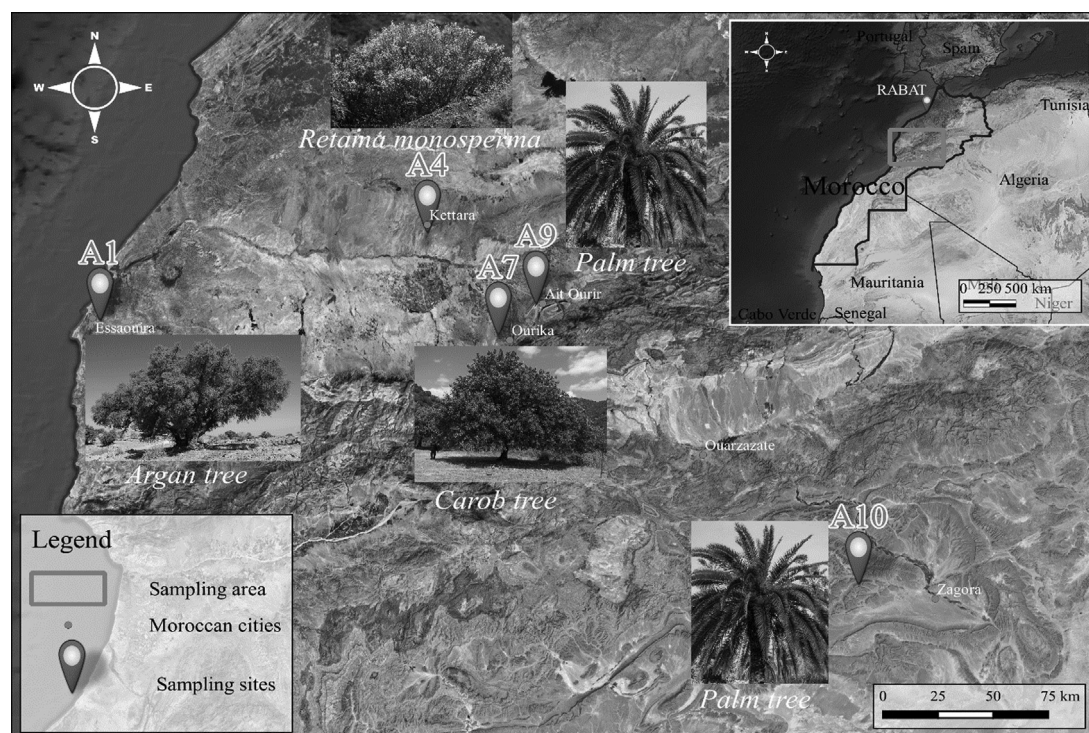 N
W E
S
Retama monosperma
A4
Kettara
Palm tree
A9
Ait Ourir
A7
Ourika
A1
Essaouira
Argan tree
Carob tree
Ouarzazate
A10
Zagora
Palm tree
Portugal
Spain
RABAT
Tunisia
Morocco
Algeria
Mauritania
Cabo Verde
Senegal
Niger
0 250 500 km
Legend
Sampling area
Moroccan cities
Sampling sites
0 25 50 75 km